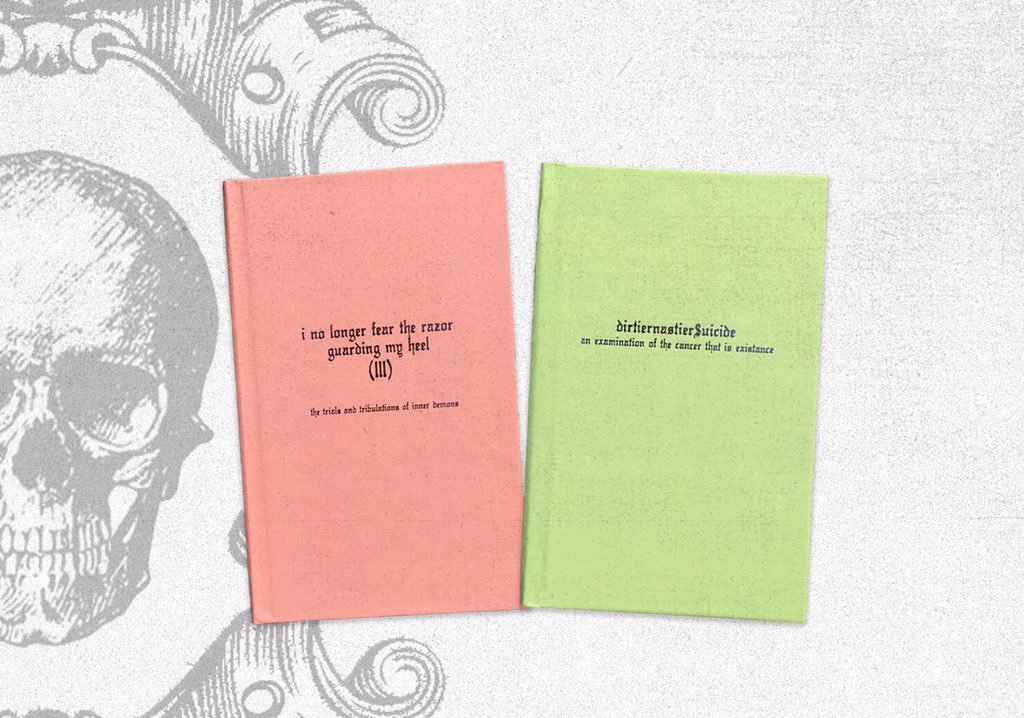 i no longer fear the razor
guarding my heel
(III)
the trials and tribulations of inner demons
dirtiernastier$uicide
an examination of the cancer that is existance